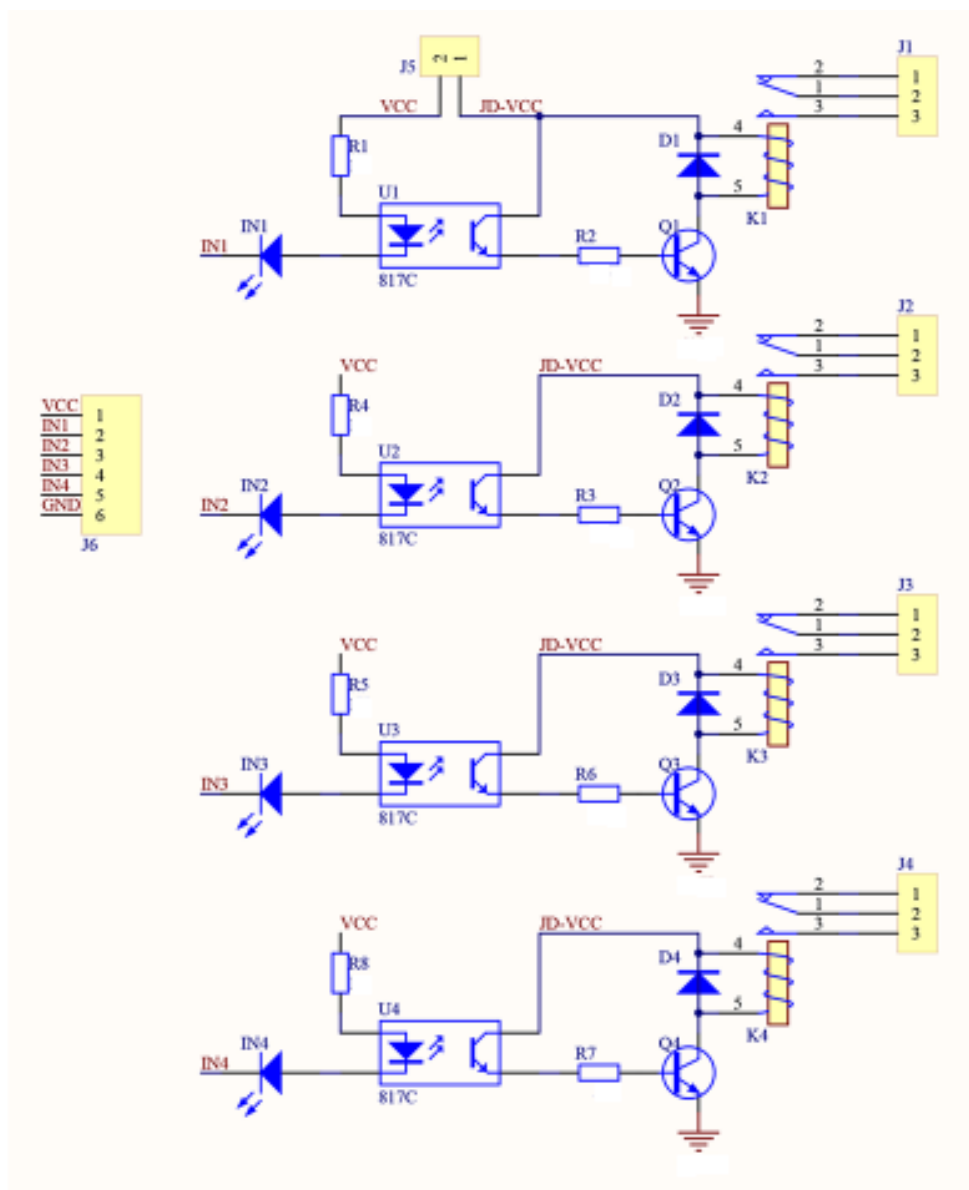 J5 2 1 J1
VCC JD-VCC
2 1
1 2
3 3
R1 D1 4
U1 5
K1
IN1 IN1 R2 Q1
817C
J2
2 1
1 2
3 3
VCC JD-VCC
R4 D2 4
U2 5
K2
IN2 IN2 R3 Q2
817C
VCC 1
IN1 2
IN2 3
IN3 4
IN4 5
GND 6
J6
J3
2 1
1 2
3 3
VCC JD-VCC
R5 D3 4
U3 5
K3
IN3 IN3 R6 Q3
817C
J4
2 1
1 2
3 3
VCC JD-VCC
R8 D4 4
U4 5
K4
IN4 IN4 R7 Q4
817C